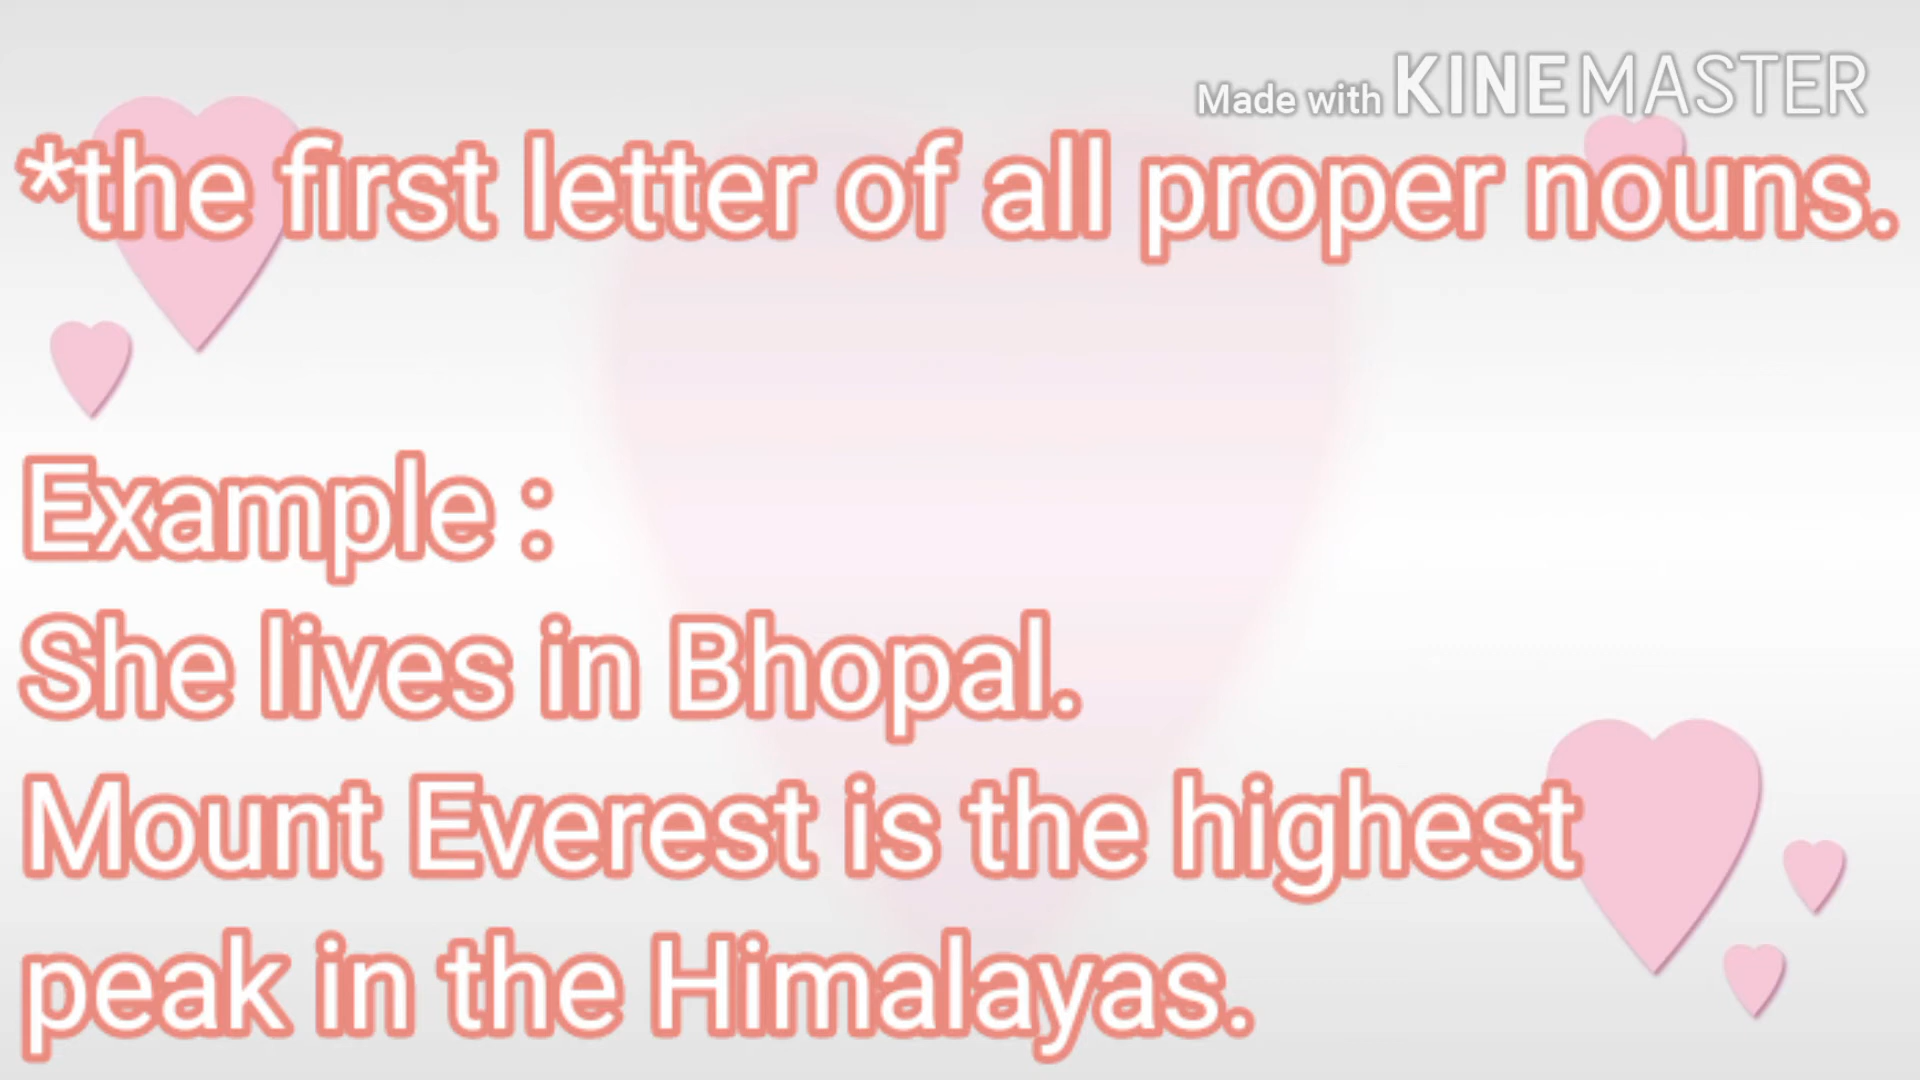 Made with KINEMASTER
*the first letter of all proper nouns.
Example :
She lives in Bhopal.
Mount Everest is the highest
peak in the Himalayas.